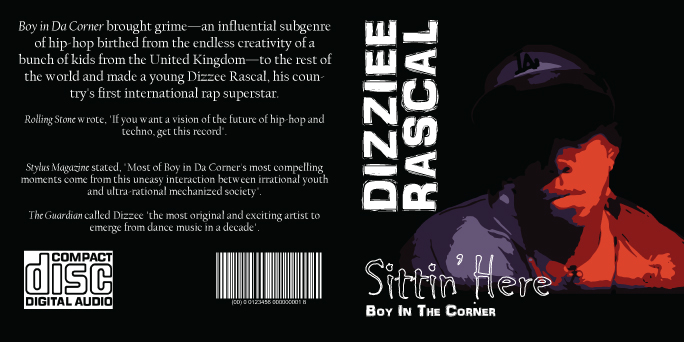 Boy in Da Corner brought grime—an influential subgenre
of hip-hop birthed from the endless creativity of a
bunch of kids from the United Kingdom—to the rest of
the world and made a young Dizzee Rascal, his coun-
try's first international rap superstar.
Rolling Stone wrote, 'If you want a vision of the future of hip-hop and
techno, get this record'.
Stylus Magazine stated, 'Most of Boy in Da Corner's most compelling
moments come from this uneasy interaction between irrational youth
and ultra-rational mechanized society'.
The Guardian called Dizzee 'the most original and exciting artist to
emerge from dance music in a decade'.
COMPACT
disc
DIGITAL AUDIO
(00) 0 0123456 000000001 8
DIZZIEE
RASCAL
LA
Sittin' Here
Boy In The Corner